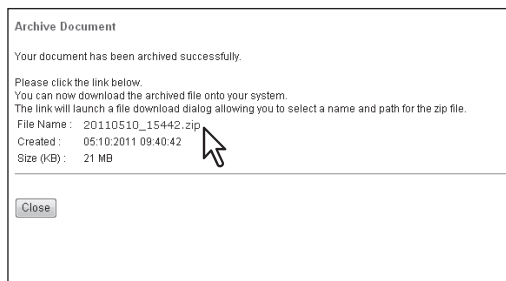 Archive Document
Your document has been archived successfully.
Please click the link below.
You can now download the archived file onto your system.
The link will launch a file download dialog allowing you to select a name and path for the zip file.
File Name : 20110510_15442.zip
Created : 05:10:2011 09:40:42
Size (KB) : 21 MB
Close